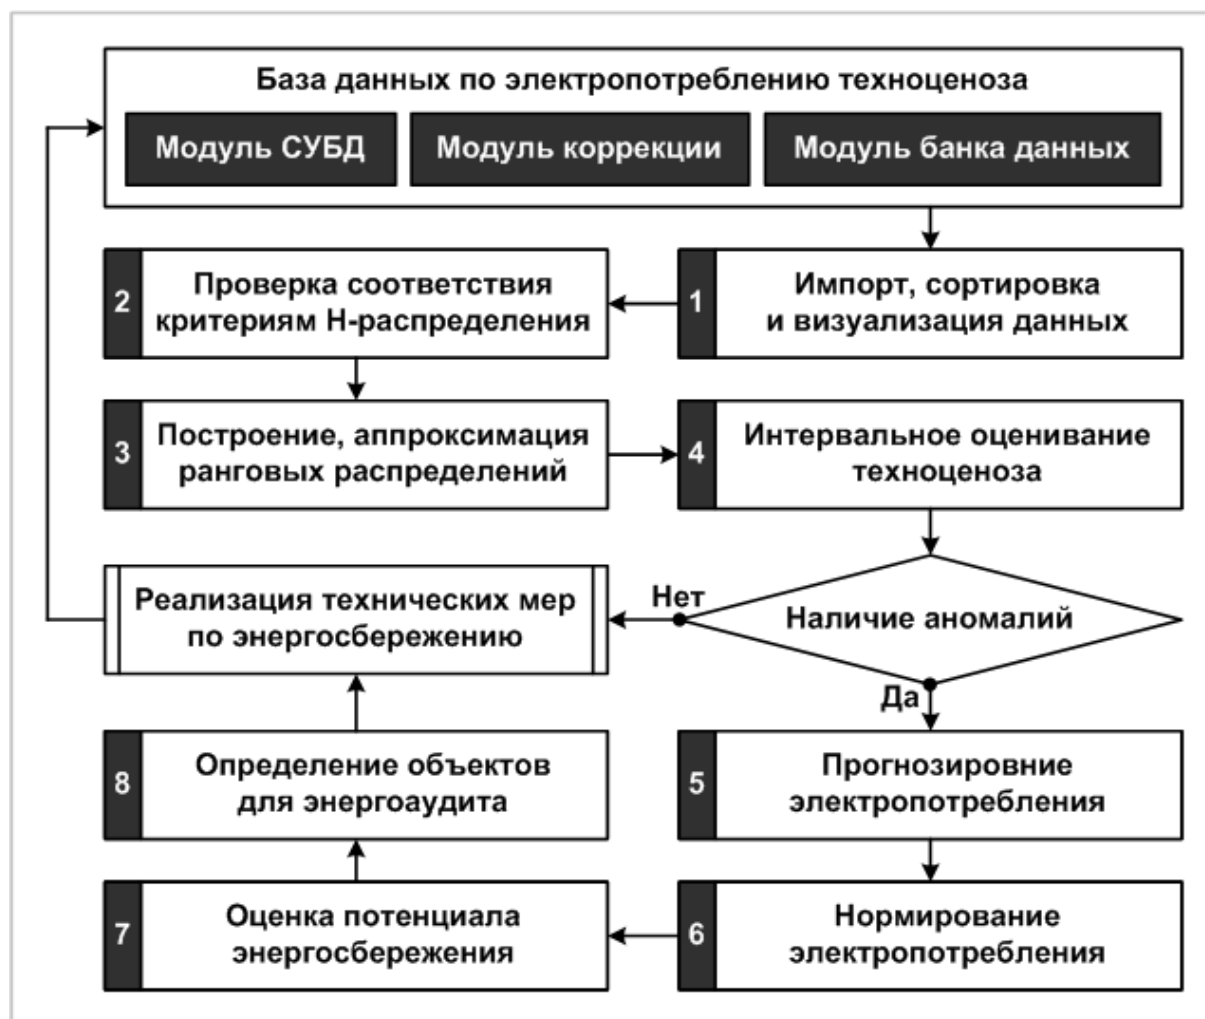 База данных по электропотреблению техноценоза
Модуль СУБД
Модуль коррекции
Модуль банка данных
1
Импорт, сортировка
и визуализация данных
2
Проверка соответствия
критериям Н-распределения
3
Построение, аппроксимация
ранговых распределений
4
Интервальное оценивание
техноценоза
Наличие аномалий
Нет
Реализация технических мер
по энергосбережению
Да
5
Прогнозировние
электропотребления
6
Нормирование
электропотребления
7
Оценка потенциала
энергосбережения
8
Определение объектов
для энергоаудита